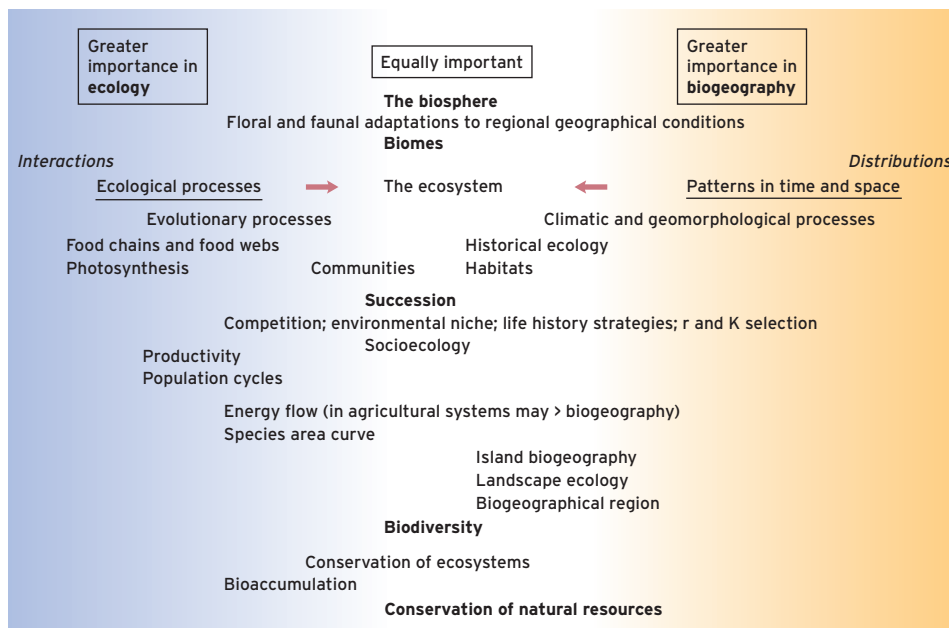 Greater
importance in
ecology
Equally important
Greater
importance in
biogeography
The biosphere
Floral and faunal adaptations to regional geographical conditions
Biomes
Interactions
Distributions
Ecological processes
The ecosystem
Patterns in time and space
Evolutionary processes
Climatic and geomorphological processes
Food chains and food webs
Historical ecology
Photosynthesis
Communities
Habitats
Succession
Competition; environmental niche; life history strategies; r and K selection
Socioecology
Productivity
Population cycles
Energy flow (in agricultural systems may > biogeography)
Species area curve
Island biogeography
Landscape ecology
Biogeographical region
Biodiversity
Conservation of ecosystems
Bioaccumulation
Conservation of natural resources